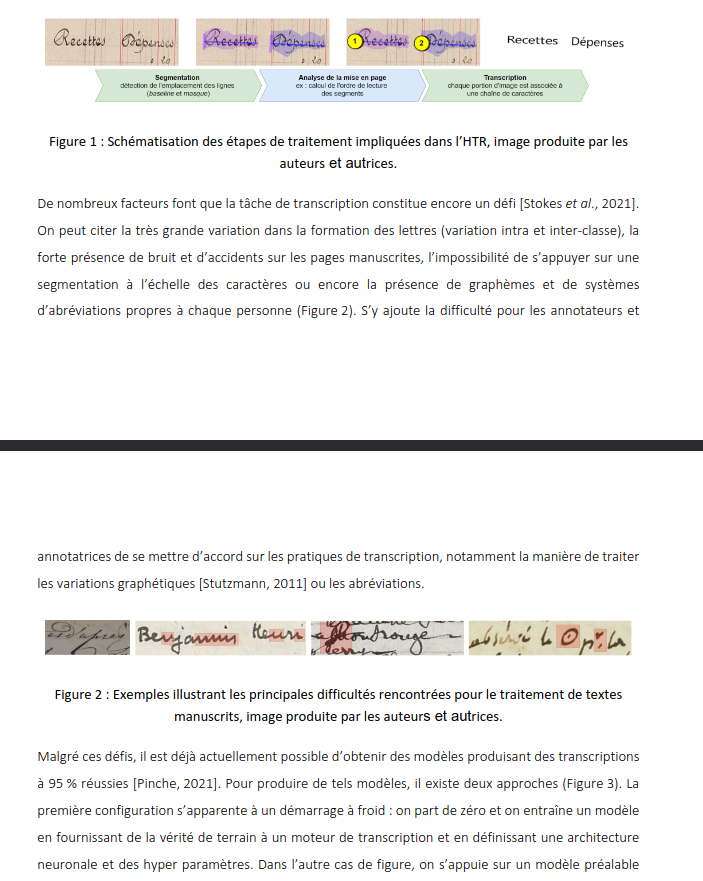 Recettes Dépenses Recettes Dépenses 1 Recettes 2 Dépenses Recettes Dépenses
20 20 20
Segmentation
détection de l'emplacement des lignes
(baseline et masque)
Analyse de la mise en page
ex : calcul de l'ordre de lecture
des segments
Transcription
chaque portion d'image est associée à
une chaîne de caractères
Figure 1 : Schématisation des étapes de traitement impliquées dans l'HTR, image produite par les
auteurs et autrices.
De nombreux facteurs font que la tâche de transcription constitue encore un défi [Stokes et al., 2021].
On peut citer la très grande variation dans la formation des lettres (variation intra et inter-classe), la
forte présence de bruit et d'accidents sur les pages manuscrites, l'impossibilité de s'appuyer sur une
segmentation à l'échelle des caractères ou encore la présence de graphèmes et de systèmes
d'abréviations propres à chaque personne (Figure 2). S'y ajoute la difficulté pour les annotateurs et
annotatrices de se mettre d'accord sur les pratiques de transcription, notamment la manière de traiter
les variations graphétiques [Stutzmann, 2011] ou les abréviations.
d'après Benjamin Henri Montrouge
Figure 2 : Exemples illustrant les principales difficultés rencontrées pour le traitement de textes
manuscrits, image produite par les auteurs et autrices.
Malgré ces défis, il est déjà actuellement possible d'obtenir des modèles produisant des transcriptions
à 95 % réussies [Pinche, 2021]. Pour produire de tels modèles, il existe deux approches (Figure 3). La
première configuration s'apparente à un démarrage à froid : on part de zéro et on entraîne un modèle
en fournissant de la vérité de terrain à un moteur de transcription et en définissant une architecture
neuronale et des hyper paramètres. Dans l'autre cas de figure, on s'appuie sur un modèle préalable